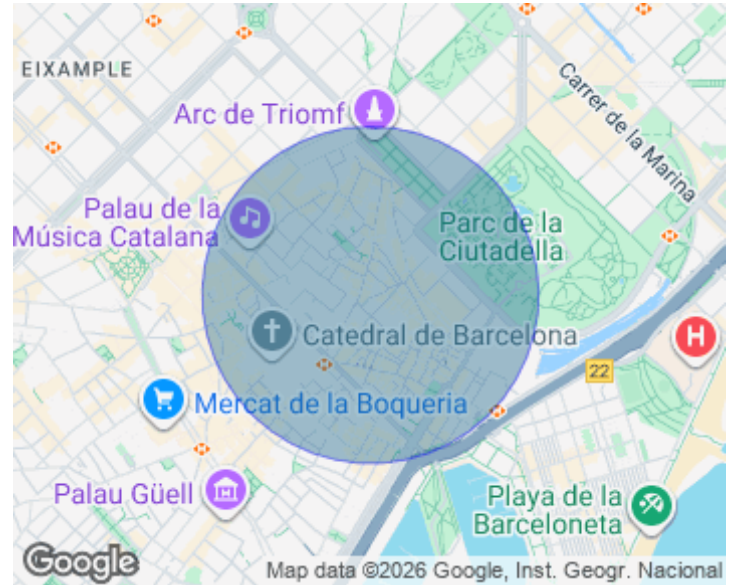 EIXAMPLE
Carrer de la Marina
Arc de Triomf
Palau de la
Música Catalana
Parc de la
Ciutadella
Catedral de Barcelona
H
22
Mercat de la Boqueria
Palau Güell
Playa de la
Barceloneta
Google
Map data ©2026 Google, Inst. Geogr. Nacional